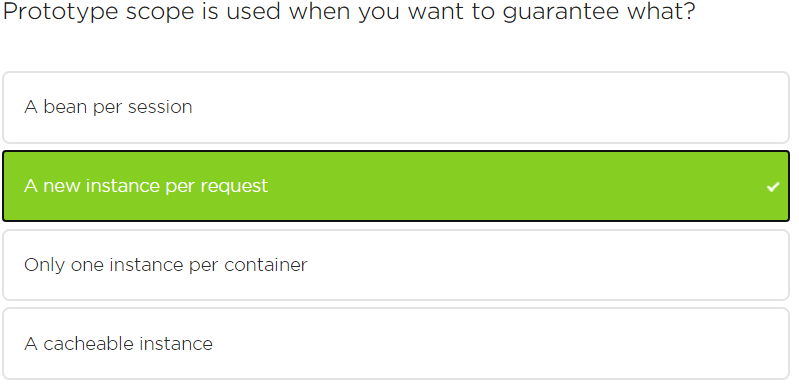 Prototype scope is used when you want to guarantee what?
A bean per session
A new instance per request
Only one instance per container
A cacheable instance